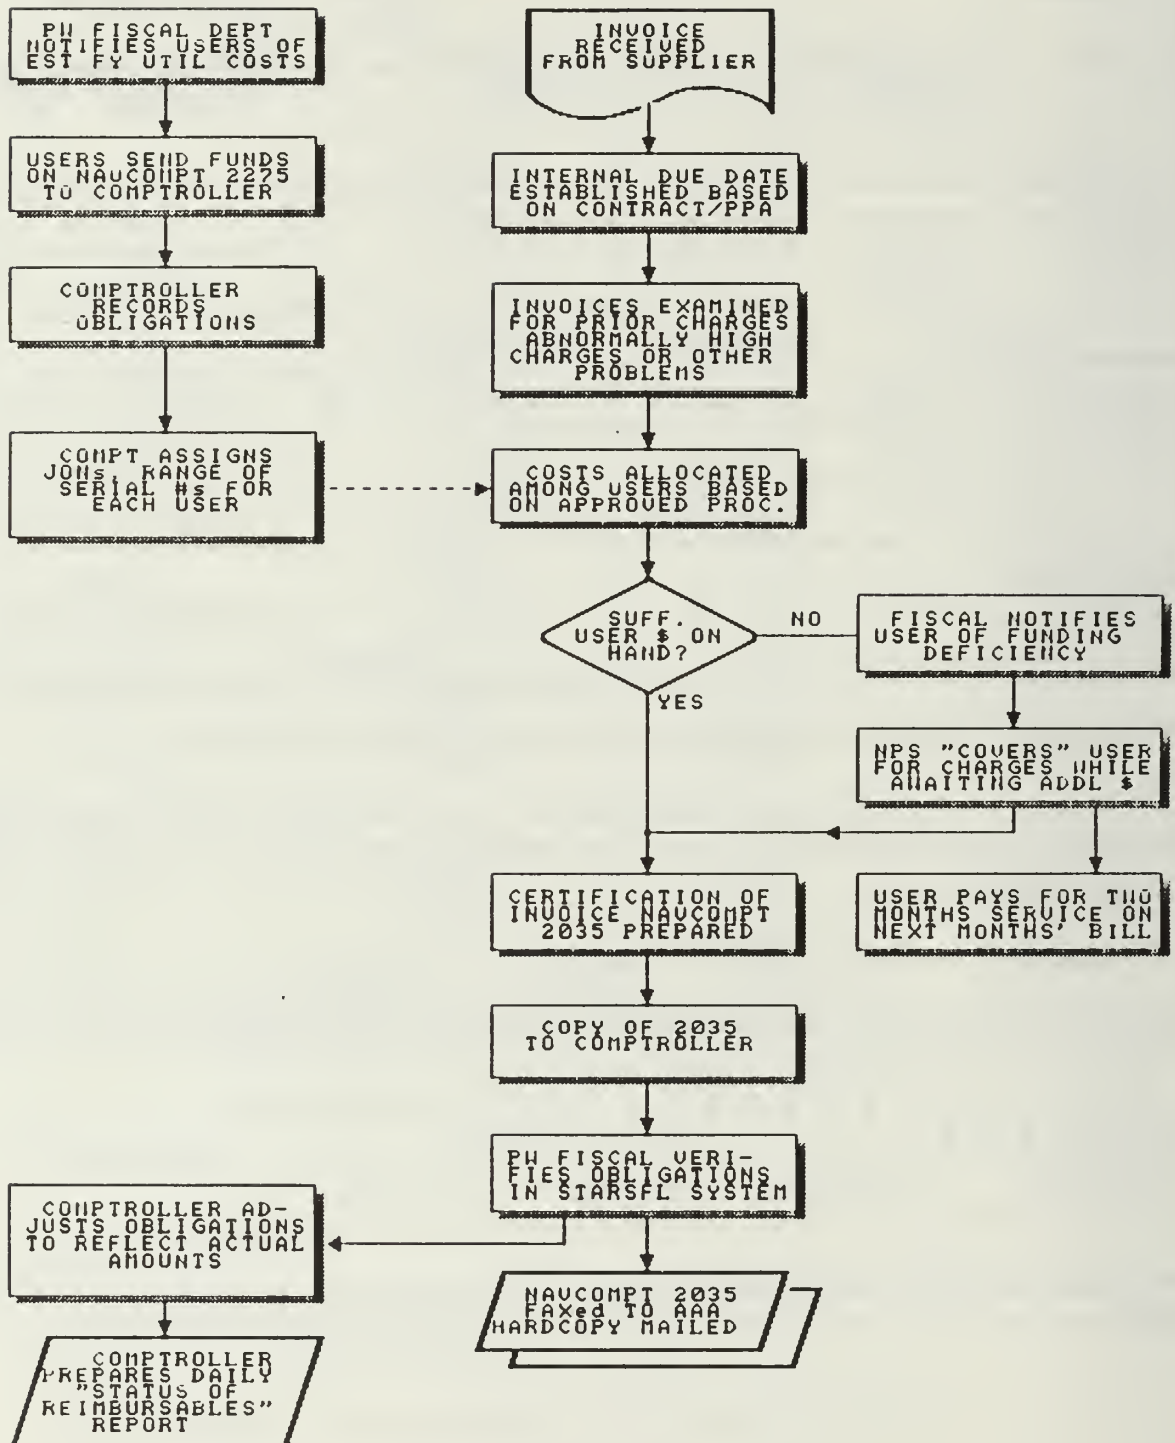 PW FISCAL DEPT
NOTIFIES USERS OF
EST FY UTIL COSTS
USERS SEND FUNDS
ON NAVCOMPT 2275
TO COMPTROLLER
COMPTROLLER
RECORDS
OBLIGATIONS
COMPT ASSIGNS
JONs, RANGE OF
SERIAL #s FOR
EACH USER
INVOICE
RECEIVED
FROM SUPPLIER
INTERNAL DUE DATE
ESTABLISHED BASED
ON CONTRACT/PPA
INVOICES EXAMINED
FOR PRIOR CHARGES
ABNORMALLY HIGH
CHARGES OR OTHER
PROBLEMS
COSTS ALLOCATED
AMONG USERS BASED
ON APPROVED PROC.
SUFF.
USER $ ON
HAND?
NO
YES
FISCAL NOTIFIES
USER OF FUNDING
DEFICIENCY
NPS "COVERS" USER
FOR CHARGES WHILE
AWAITING ADDL $
USER PAYS FOR TWO
MONTHS SERVICE ON
NEXT MONTHS' BILL
CERTIFICATION OF
INVOICE NAVCOMPT
2035 PREPARED
COPY OF 2035
TO COMPTROLLER
PW FISCAL VERI-
FIES OBLIGATIONS
IN STARSFL SYSTEM
NAVCOMPT 2035
FAXed TO AAA
HARDCOPY MAILED
COMPTROLLER AD-
JUSTS OBLIGATIONS
TO REFLECT ACTUAL
AMOUNTS
COMPTROLLER
PREPARES DAILY
"STATUS OF
REIMBURSABLES"
REPORT